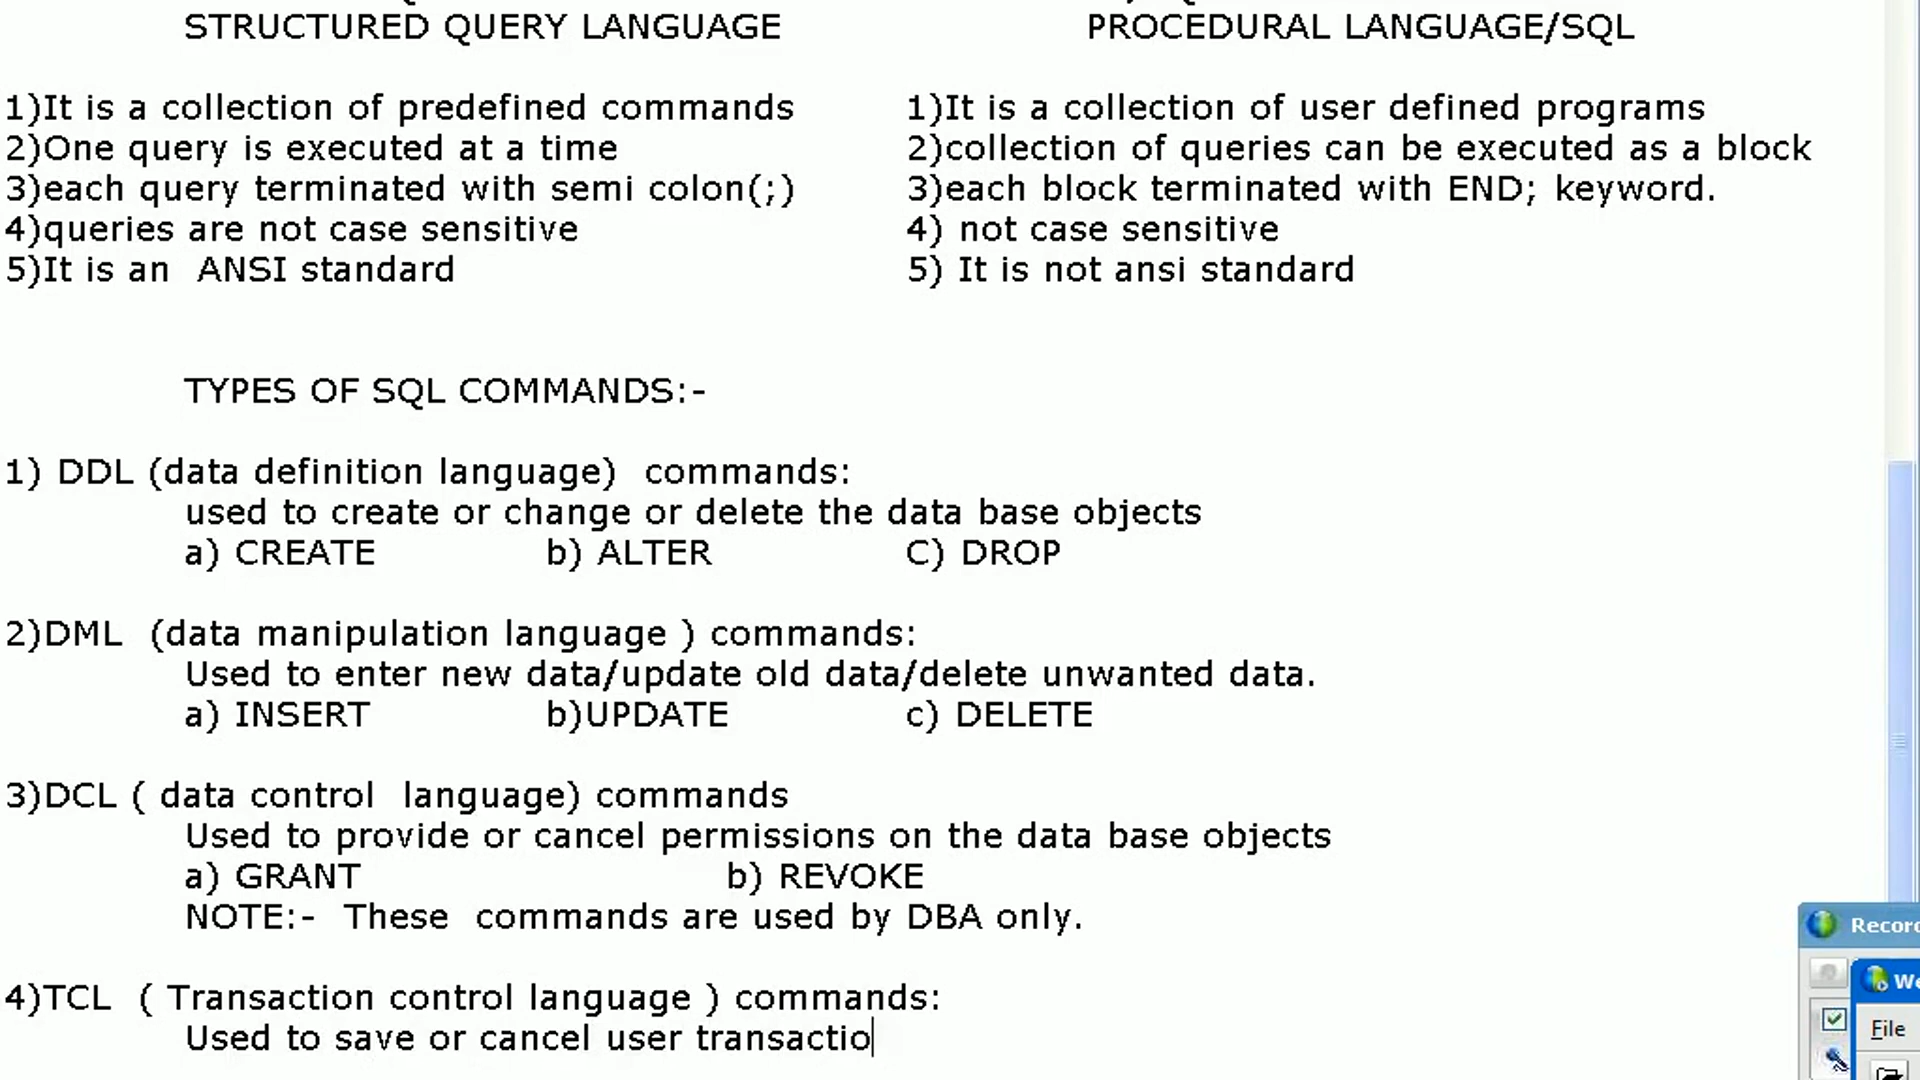 STRUCTURED QUERY LANGUAGE PROCEDURAL LANGUAGE/SQL
1)It is a collection of predefined commands 1)It is a collection of user defined programs
2)One query is executed at a time 2)collection of queries can be executed as a block
3)each query terminated with semi colon(;) 3)each block terminated with END; keyword.
4)queries are not case sensitive 4) not case sensitive
5)It is an ANSI standard 5) It is not ansi standard
TYPES OF SQL COMMANDS:-
1) DDL (data definition language) commands:
used to create or change or delete the data base objects
a) CREATE b) ALTER C) DROP
2)DML (data manipulation language ) commands:
Used to enter new data/update old data/delete unwanted data.
a) INSERT b)UPDATE c) DELETE
3)DCL ( data control language) commands
Used to provide or cancel permissions on the data base objects
a) GRANT b) REVOKE
NOTE:- These commands are used by DBA only.
4)TCL ( Transaction control language ) commands:
Used to save or cancel user transactio
Record
We
File